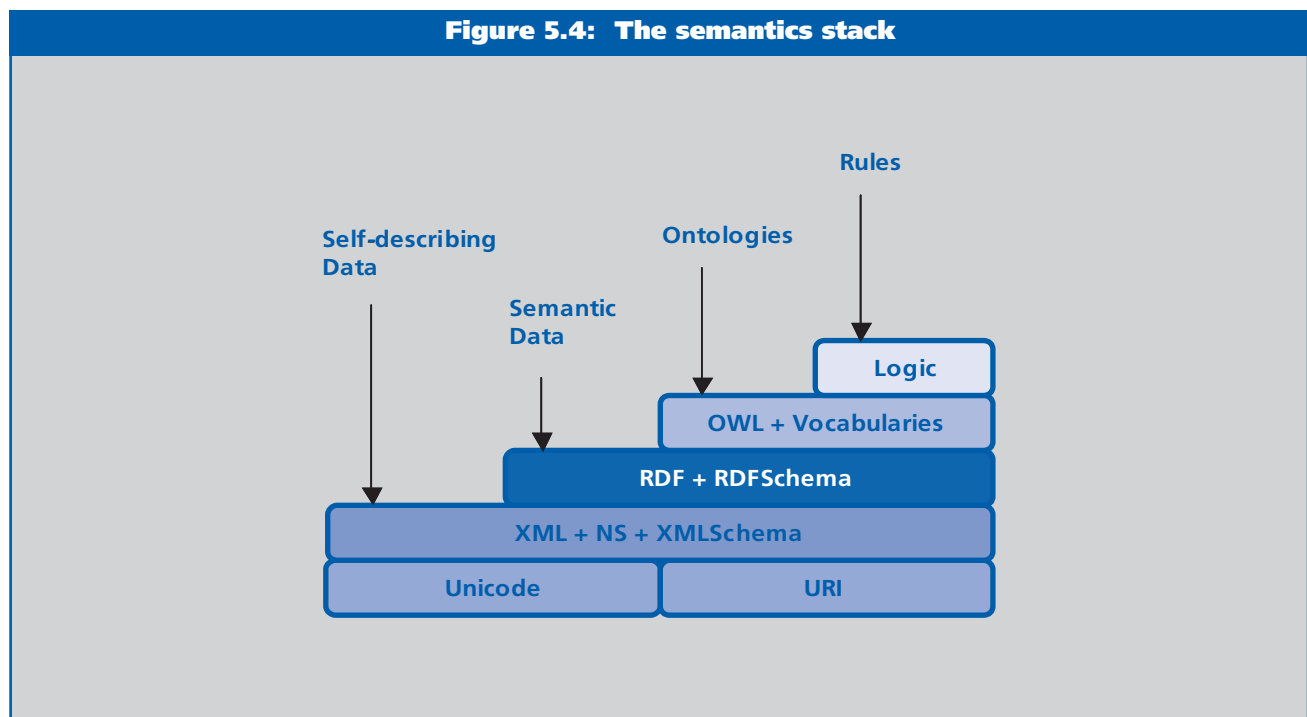 Figure 5.4: The semantics stack
Rules
Self-describing
Data
Ontologies
Semantic
Data
Logic
OWL + Vocabularies
RDF + RDFSchema
XML + NS + XMLSchema
Unicode
URI